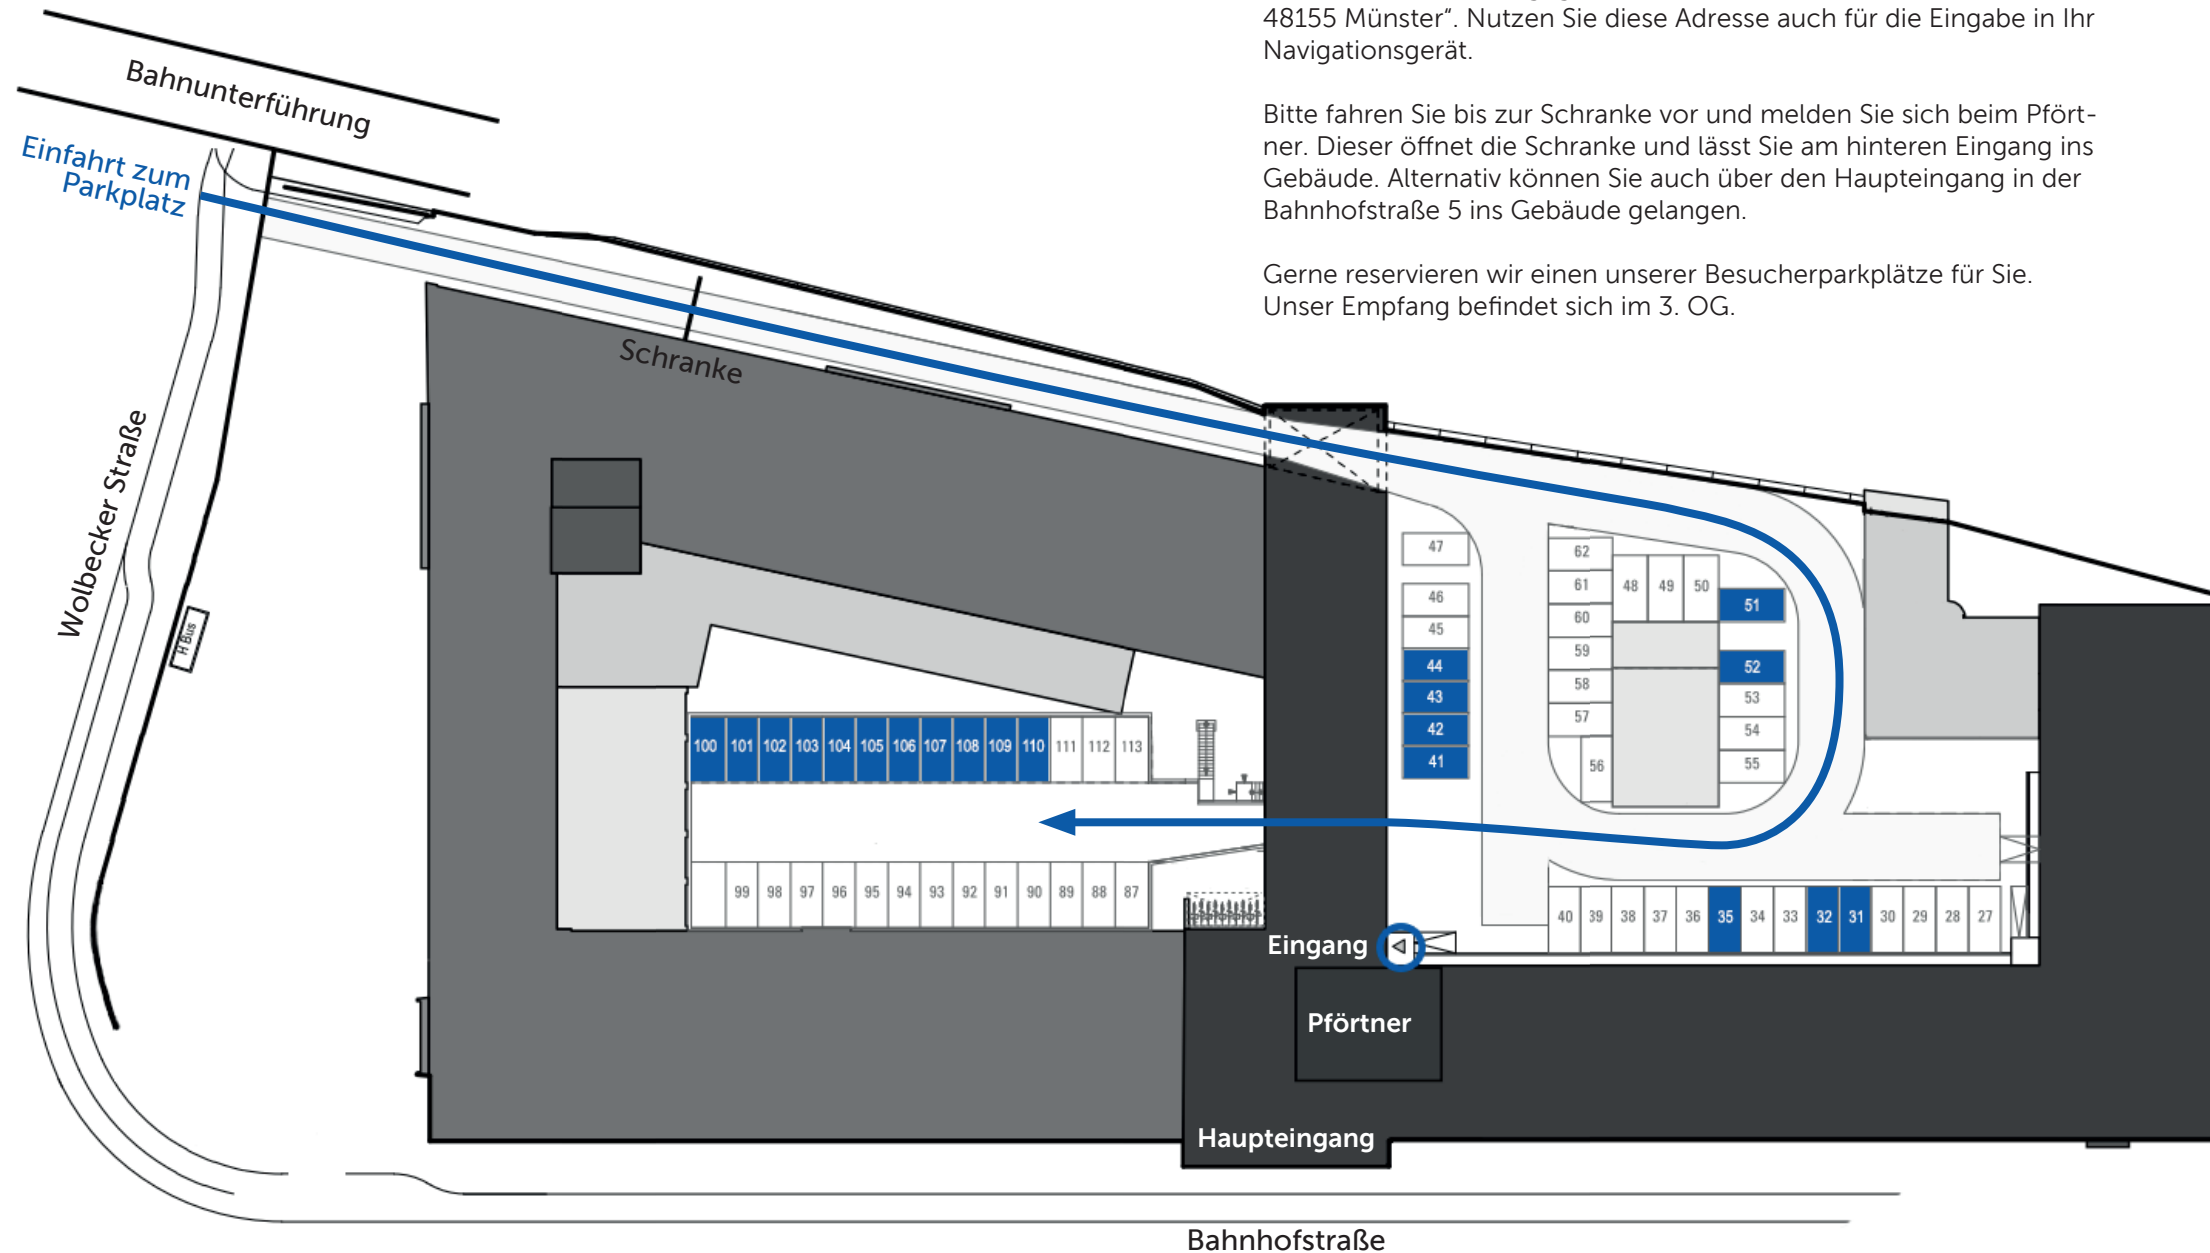 48155 Münster“. Nutzen Sie diese Adresse auch für die Eingabe in Ihr
Navigationsgerät.
Bitte fahren Sie bis zur Schranke vor und melden Sie sich beim Pfört-
ner. Dieser öffnet die Schranke und lässt Sie am hinteren Eingang ins
Gebäude. Alternativ können Sie auch über den Haupteingang in der
Bahnhofstraße 5 ins Gebäude gelangen.
Gerne reservieren wir einen unserer Besucherparkplätze für Sie.
Unser Empfang befindet sich im 3. OG.
Bahnunterführung
Einfahrt zum
Parkplatz
Schranke
Wolbecker Straße
H Bus
47
46
45
44
43
42
41
62
61
60
59
58
57
56
48 49 50
51
52
53
54
55
100 101 102 103 104 105 106 107 108 109 110 111 112 113
99 98 97 96 95 94 93 92 91 90 89 88 87
40 39 38 37 36 35 34 33 32 31 30 29 28 27
Eingang
Pförtner
Haupteingang
Bahnhofstraße